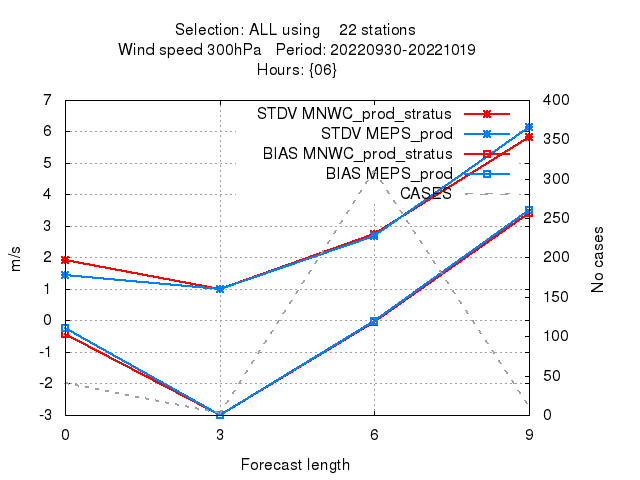 Selection: ALL using    22 stations
Wind speed 300hPa   Period: 20220930-20221019
Hours: {06}
STDV MNWC_prod_stratus
STDV MEPS_prod
BIAS MNWC_prod_stratus
BIAS MEPS_prod
CASES
7
6
5
4
3
2
1
0
-1
-2
-3
m/s
400
350
300
250
200
150
100
50
0
No cases
0 3 6 9
Forecast length